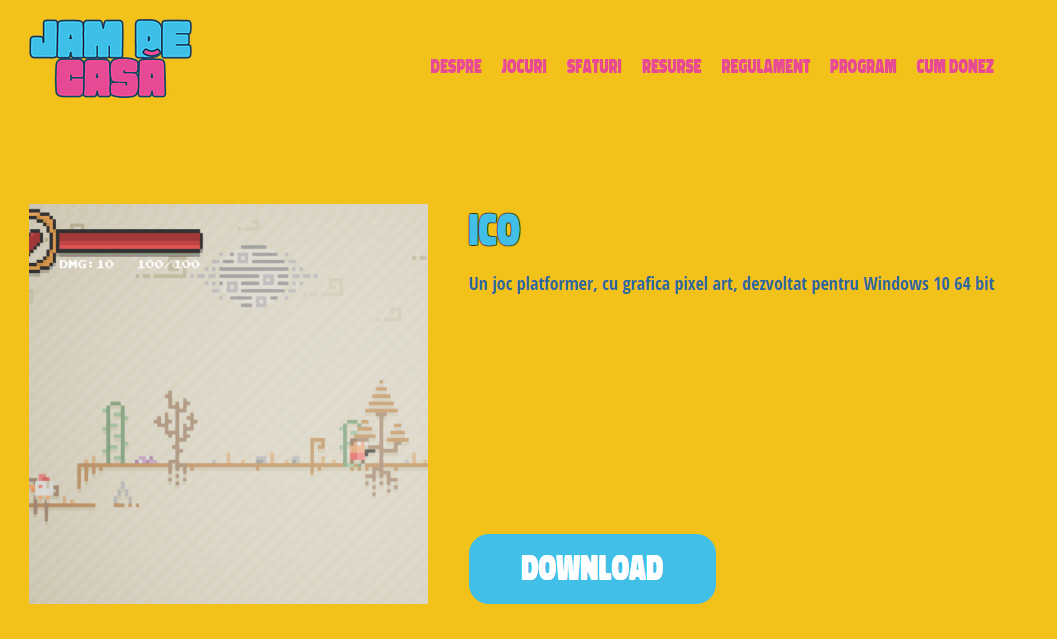 JAM DE
CASĂ
DESPRE JOCURI SFATURI RESURSE REGULAMENT PROGRAM CUM DONEZ
DMG:10 100/100
ICO
Un joc platformer, cu grafica pixel art, dezvoltat pentru Windows 10 64 bit
DOWNLOAD